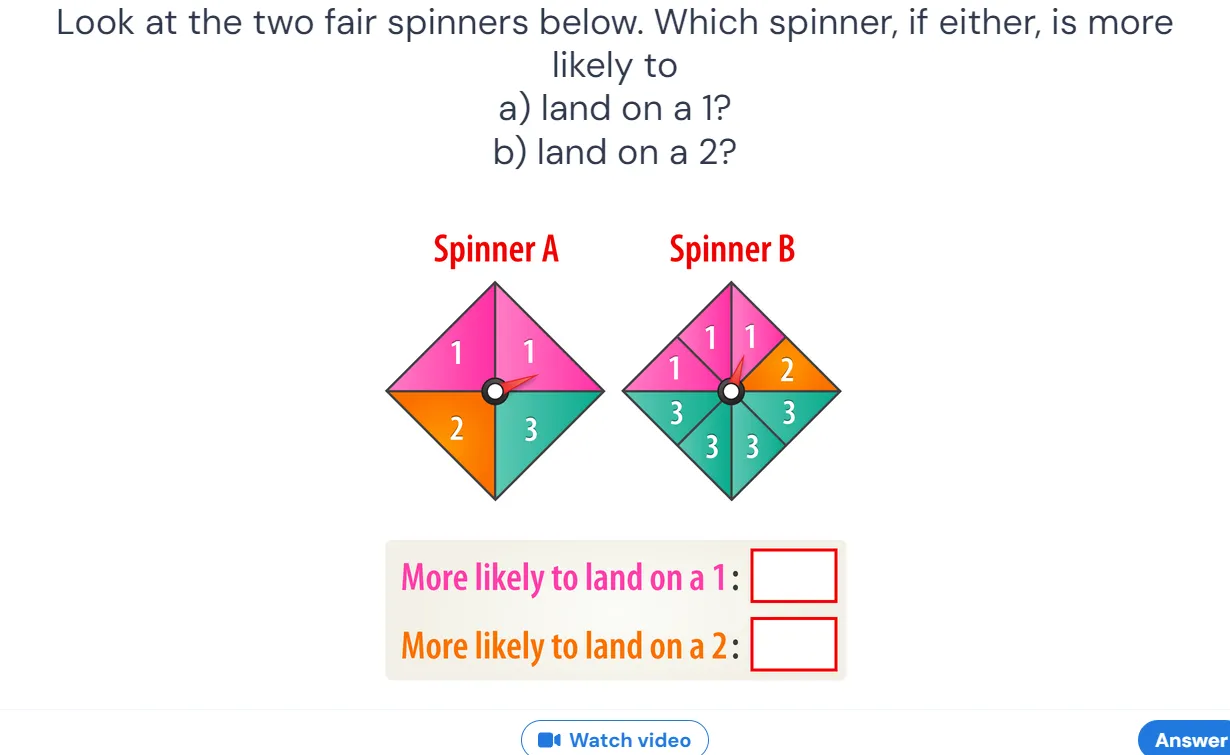 Look at the two fair spinners below. Which spinner, if either, is more
likely to
a) land on a 1?
b) land on a 2?
Spinner A
Spinner B
1
1
2
3
1
1
1
2
3
3
3
3
More likely to land on a 1:
More likely to land on a 2:
Watch video
Answer